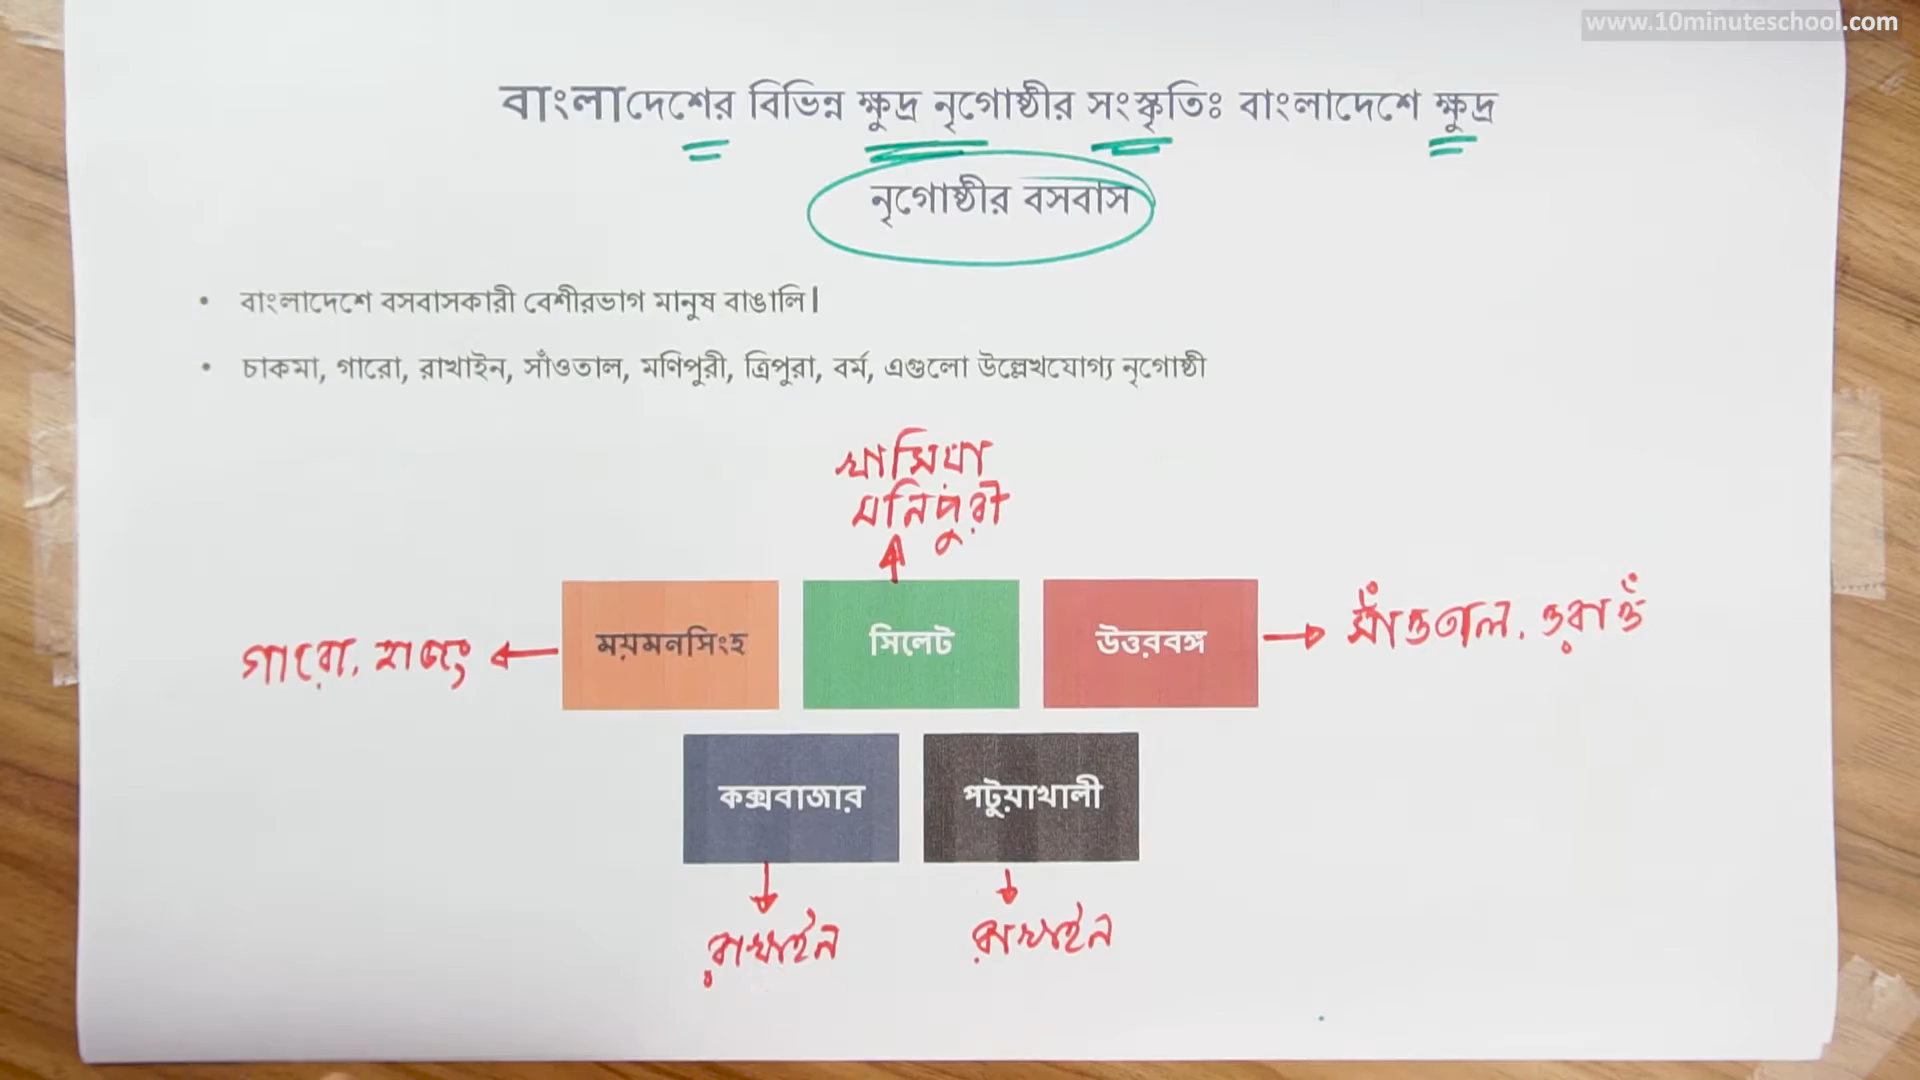 www.10minuteschool.com
বাংলাদেশের বিভিন্ন ক্ষুদ্র নৃগোষ্ঠীর সংস্কৃতিঃ বাংলাদেশে ক্ষুদ্র
নৃগোষ্ঠীর বসবাস
• বাংলাদেশে বসবাসকারী বেশীরভাগ মানুষ বাঙালি।
• চাকমা, গারো, রাখাইন, সাঁওতাল, মণিপুরী, ত্রিপুরা, বর্ম, এগুলো উল্লেখযোগ্য নৃগোষ্ঠী
খাসিয়া
মনিপুরী
গারো, হাজং
ময়মনসিংহ
সিলেট
উত্তরবঙ্গ
সাঁওতাল, ওরাওঁ
কক্সবাজার
পটুয়াখালী
রাখাইন
রাখাইন